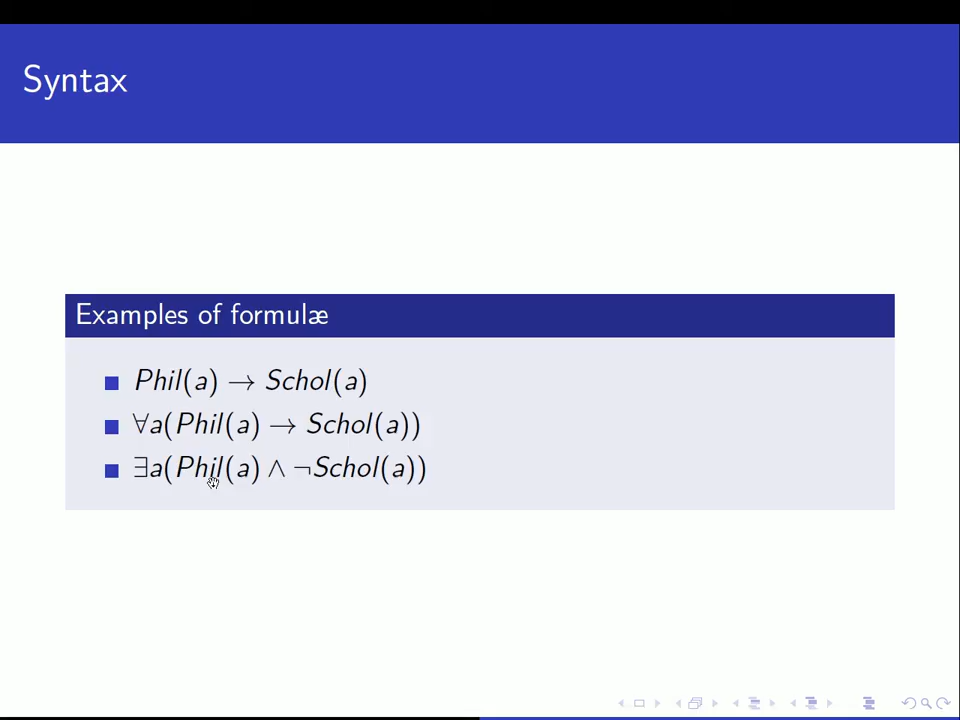 Syntax
Examples of formulæ
Phil(a) → Schol(a)
∀a(Phil(a) → Schol(a))
∃a(Phil(a) ∧ ¬Schol(a))